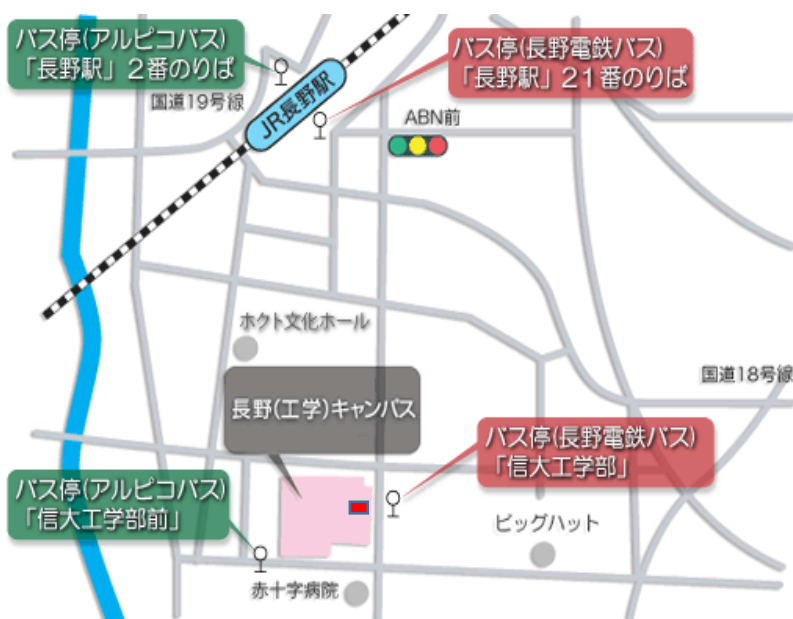 バス停(アルピコバス)
「長野駅」２番のりば
バス停(長野電鉄バス)
「長野駅」２１番のりば
国道19号線
JR長野駅
ABN前
ホクト文化ホール
国道18号線
長野(工学)キャンパス
バス停(長野電鉄バス)
「信大工学部」
バス停(アルピコバス)
「信大工学部前」
ビッグハット
赤十字病院